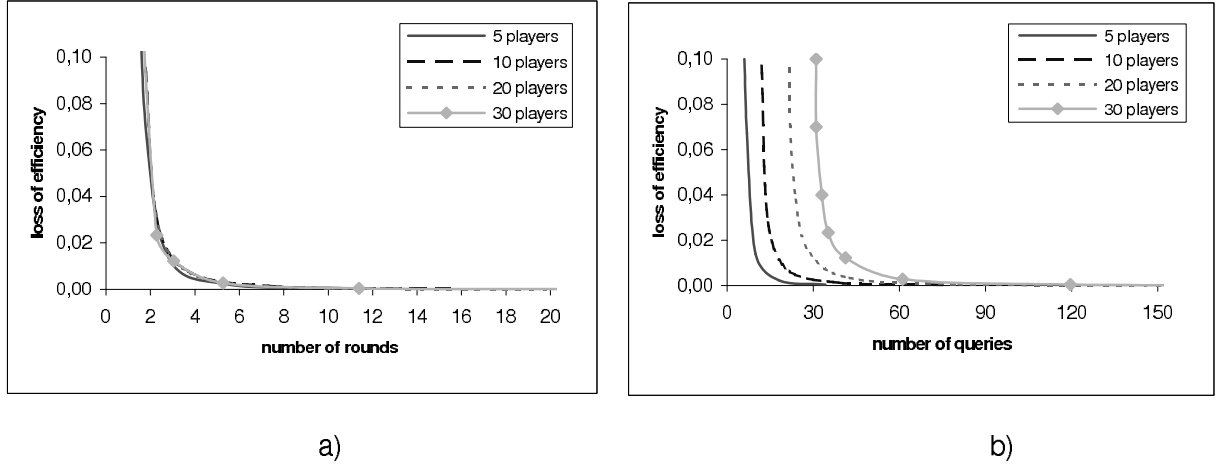 5 players
10 players
20 players
30 players
0,10
0,08
0,06
0,04
0,02
0,00
loss of efficiency
0 2 4 6 8 10 12 14 16 18 20
number of rounds
a)
5 players
10 players
20 players
30 players
0,10
0,08
0,06
0,04
0,02
0,00
loss of efficiency
0 30 60 90 120 150
number of queries
b)